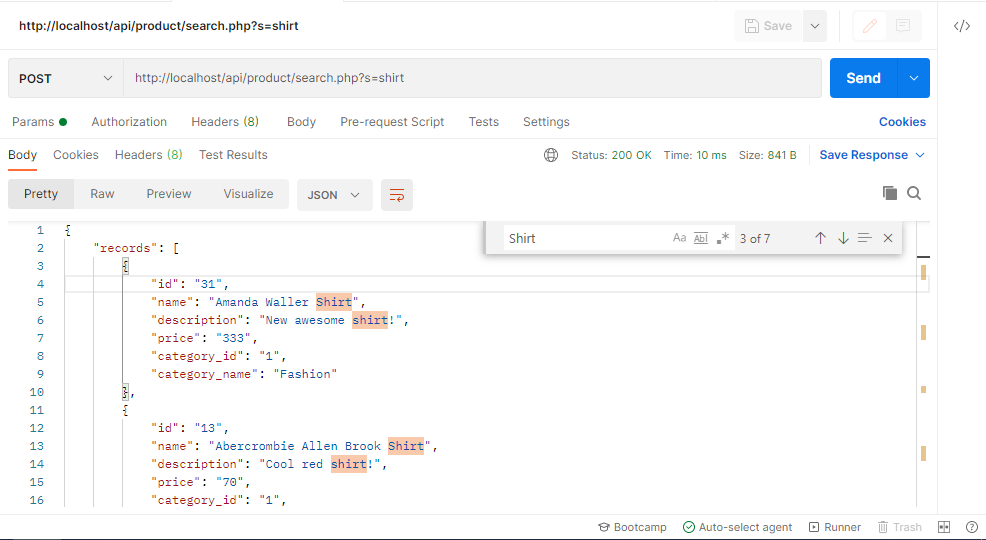 http://localhost/api/product/search.php?s=shirt Save
POST http://localhost/api/product/search.php?s=shirt Send
Params Authorization Headers (8) Body Pre-request Script Tests Settings Cookies
Body Cookies Headers (8) Test Results Status: 200 OK Time: 10 ms Size: 841 B Save Response
Pretty Raw Preview Visualize JSON
Shirt Aa Abl .* 3 of 7
1 {
2 "records": [
3 {
4 "id": "31",
5 "name": "Amanda Waller Shirt",
6 "description": "New awesome shirt!",
7 "price": "333",
8 "category_id": "1",
9 "category_name": "Fashion"
10 },
11 {
12 "id": "13",
13 "name": "Abercrombie Allen Brook Shirt",
14 "description": "Cool red shirt!",
15 "price": "70",
16 "category_id": "1",
Bootcamp Auto-select agent Runner Trash